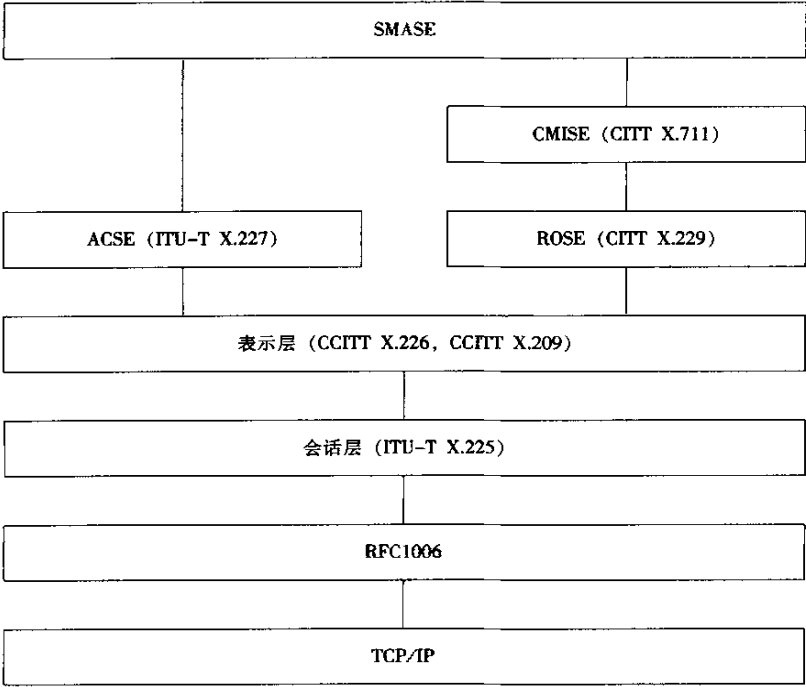 SMASE
CMISE (CITT X.711)
ACSE (ITU-T X.227)
ROSE (CITT X.229)
表示层 (CCITT X.226, CCITT X.209)
会话层 (ITU-T X.225)
RFC1006
TCP/IP